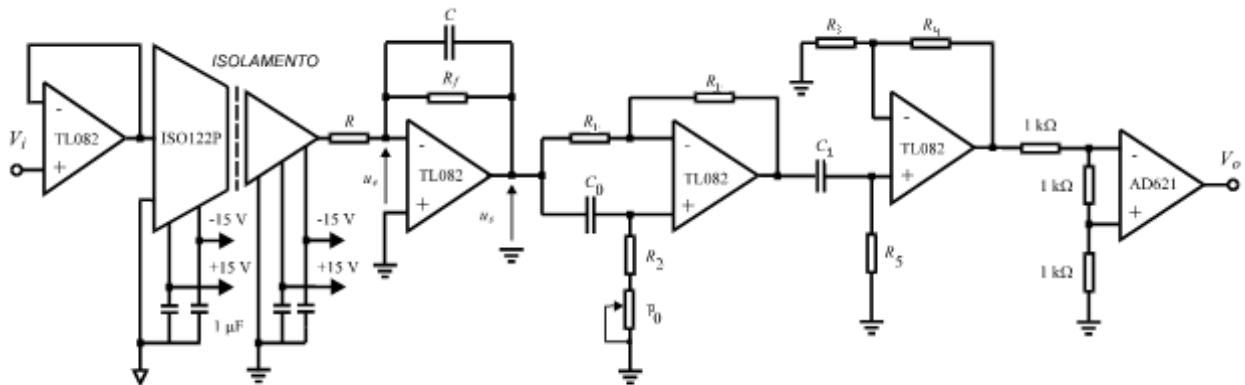 V_i
-
TL082
+
ISO122P
ISOLAMENTO
-15 V
+15 V
1 µF
-15 V
+15 V
R
C
R_f
u_e
-
TL082
+
u_s
R_1
R_1
C_0
-
TL082
+
R_2
P_0
C_1
R_3
R_4
-
TL082
+
R_5
1 kΩ
1 kΩ
1 kΩ
-
AD621
+
V_o